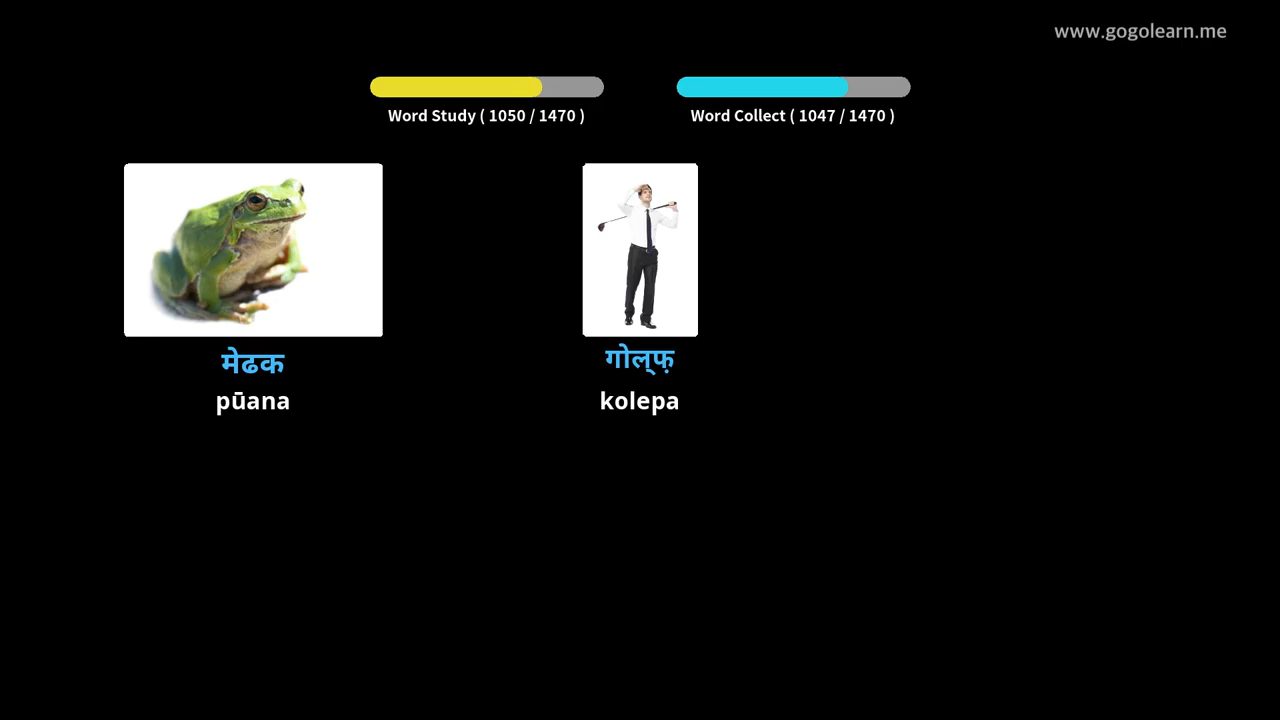 www.gogolearn.me
Word Study ( 1050 / 1470 )
Word Collect ( 1047 / 1470 )
मेढक
pūana
गोल्फ़
kolepa